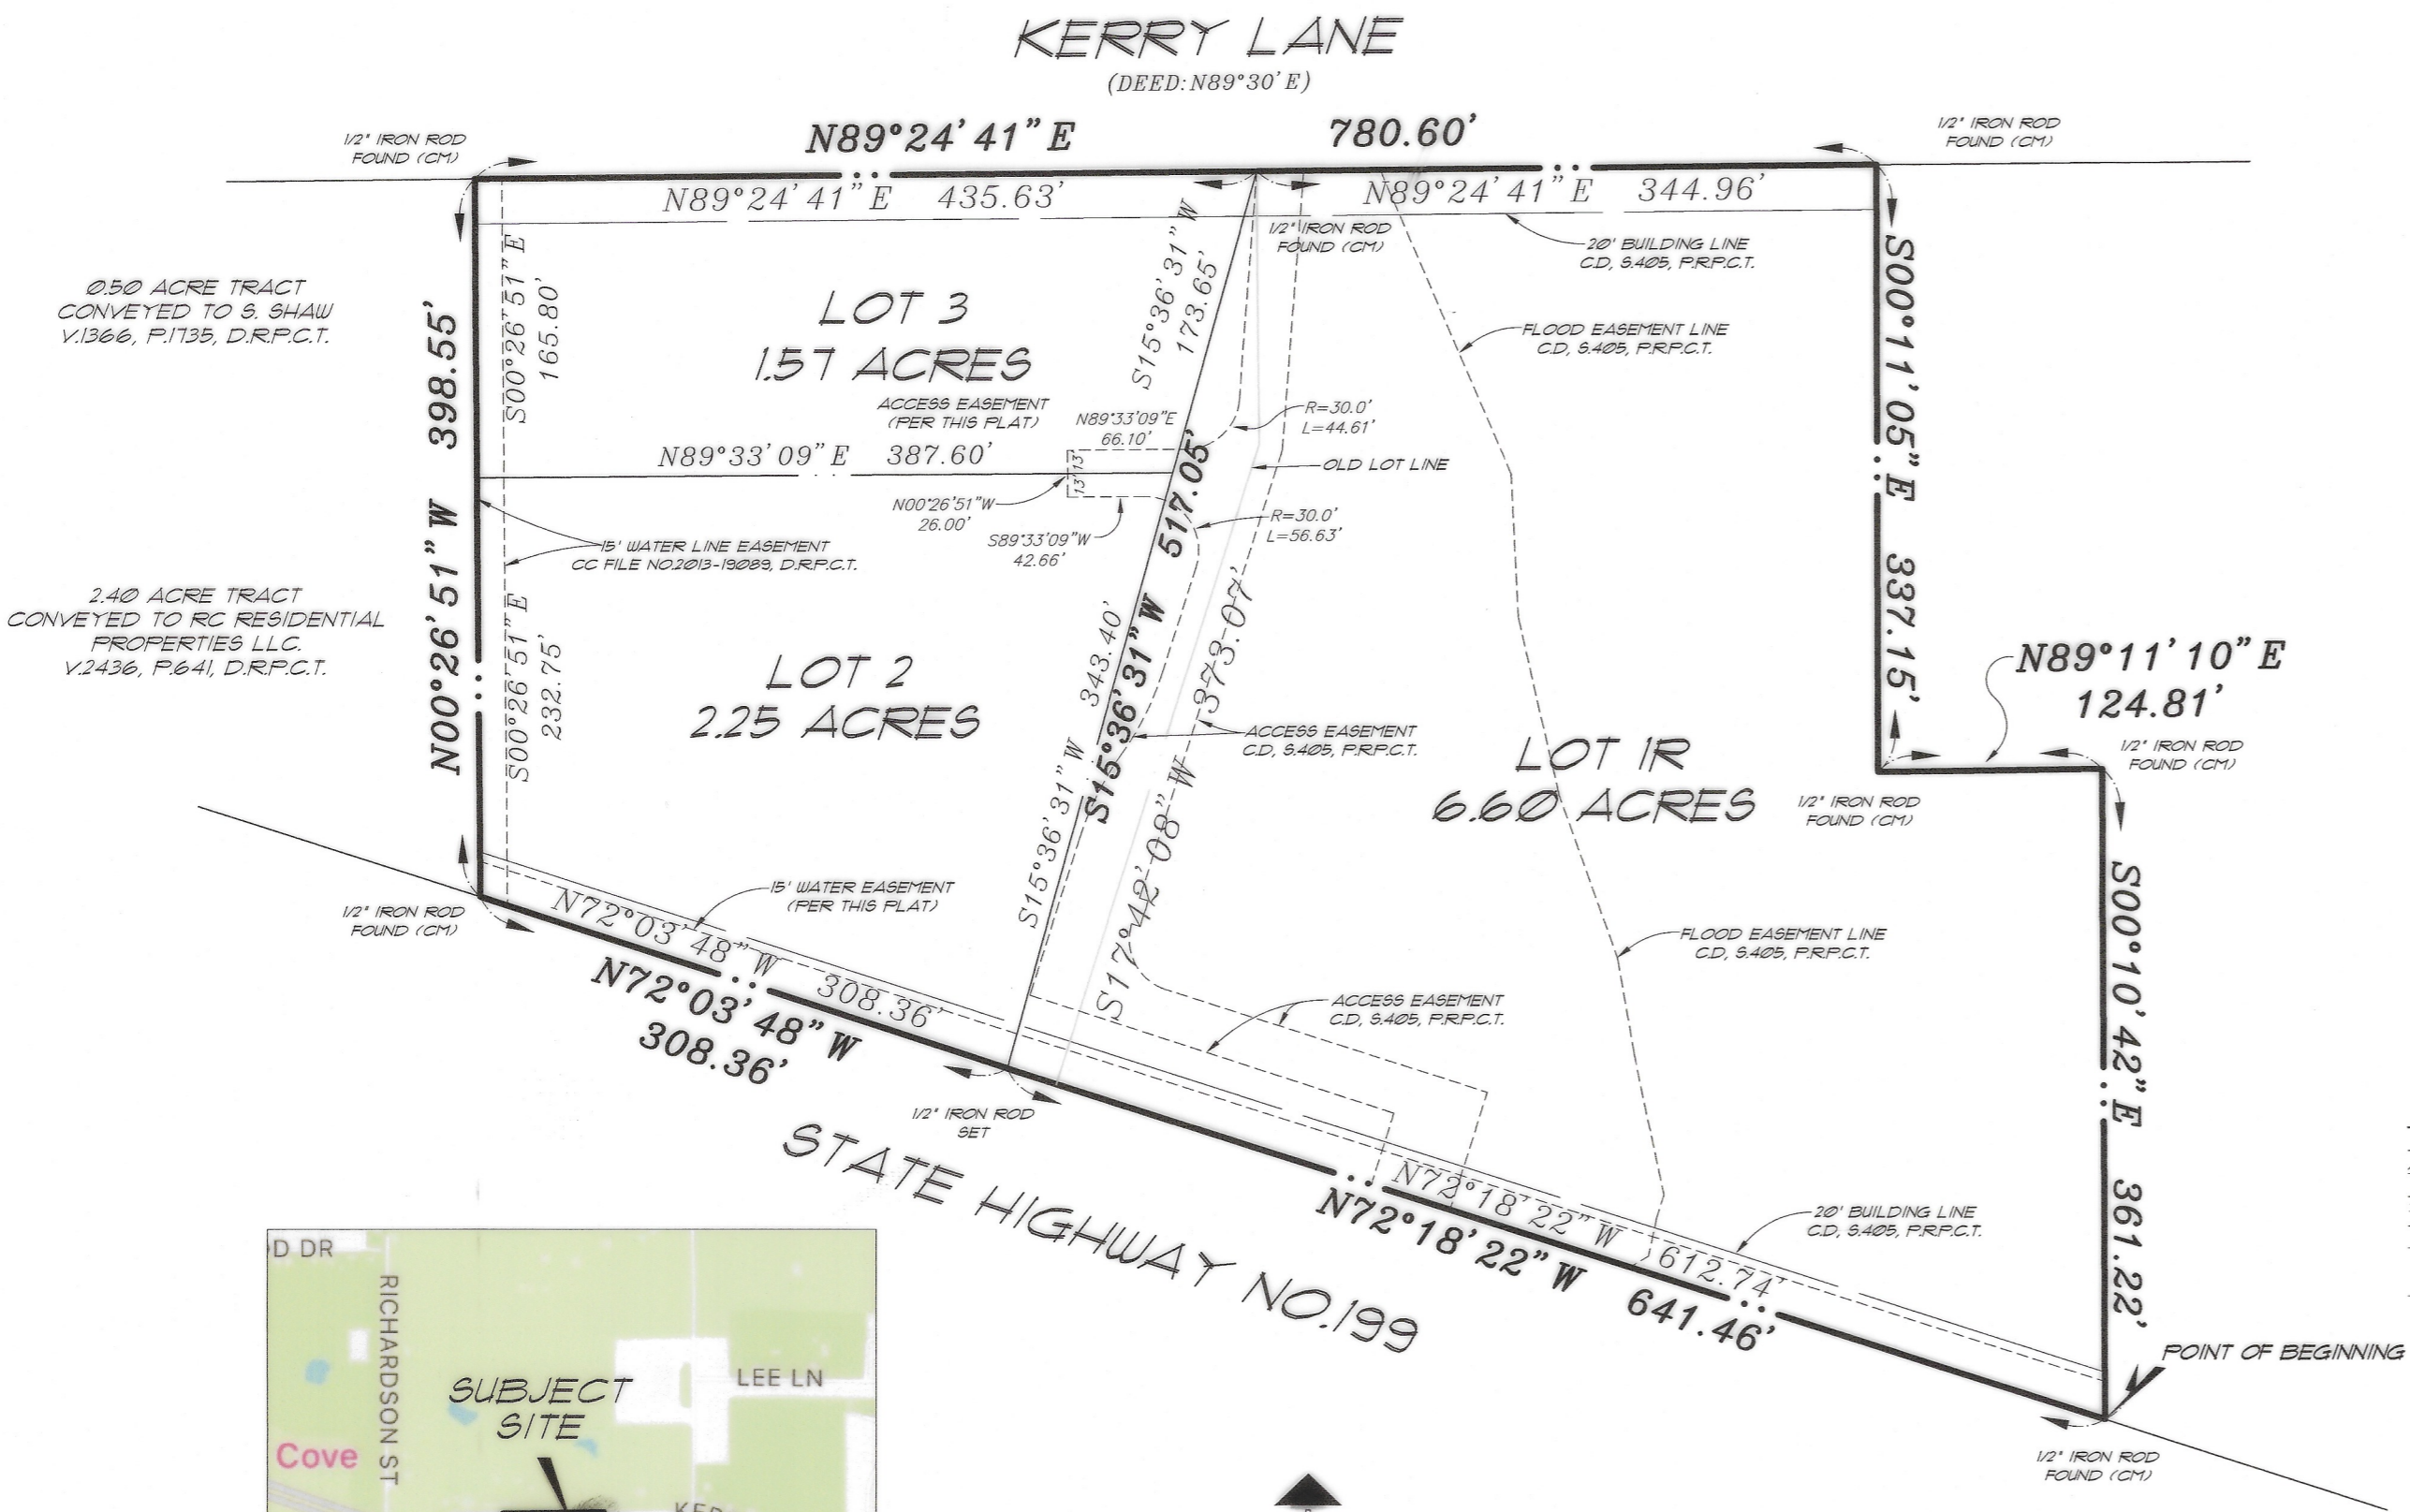 KERRY LANE
(DEED: N89°30' E)
N89°24'41"E 780.60'
1/2" IRON ROD
FOUND (CM)
1/2" IRON ROD
FOUND (CM)
N89°24'41"E 435.63'
N89°24'41"E 344.96'
1/2" IRON ROD
FOUND (CM)
20' BUILDING LINE
C.D, S.405, P.R.P.C.T.
0.50 ACRE TRACT
CONVEYED TO S. SHAW
V.1366, P.1735, D.R.P.C.T.
N00°26'51"W 398.55'
S00°26'51"E
165.80'
LOT 3
1.57 ACRES
S15°36'31"W
173.65'
FLOOD EASEMENT LINE
C.D, S.405, P.R.P.C.T.
S00°11'05"E 337.15'
ACCESS EASEMENT
(PER THIS PLAT)
N89°33'09"E
66.10'
R=30.0'
L=44.61'
N89°33'09"E 387.60'
13'
13'
OLD LOT LINE
N00°26'51"W
26.00'
S89°33'09"W
42.66'
R=30.0'
L=56.63'
15' WATER LINE EASEMENT
CC FILE NO.2013-19089, D.R.P.C.T.
2.40 ACRE TRACT
CONVEYED TO RC RESIDENTIAL
PROPERTIES LLC.
V.2436, P.641, D.R.P.C.T.
S00°26'51"E
232.75'
LOT 2
2.25 ACRES
S15°36'31"W 343.40'
S15°36'31"W 517.05'
S17°42'08"W 373.07'
ACCESS EASEMENT
C.D, S.405, P.R.P.C.T.
LOT 1R
6.60 ACRES
N89°11'10"E
124.81'
1/2" IRON ROD
FOUND (CM)
1/2" IRON ROD
FOUND (CM)
S00°10'42"E 361.22'
15' WATER EASEMENT
(PER THIS PLAT)
1/2" IRON ROD
FOUND (CM)
N72°03'48"W 308.36'
N72°03'48"W
308.36'
FLOOD EASEMENT LINE
C.D, S.405, P.R.P.C.T.
ACCESS EASEMENT
C.D, S.405, P.R.P.C.T.
1/2" IRON ROD
SET
STATE HIGHWAY NO.199
N72°18'22"W 612.74'
N72°18'22"W 641.46'
20' BUILDING LINE
C.D, S.405, P.R.P.C.T.
POINT OF BEGINNING
1/2" IRON ROD
FOUND (CM)
D DR
RICHARDSON ST
LEE LN
SUBJECT
SITE
Cove